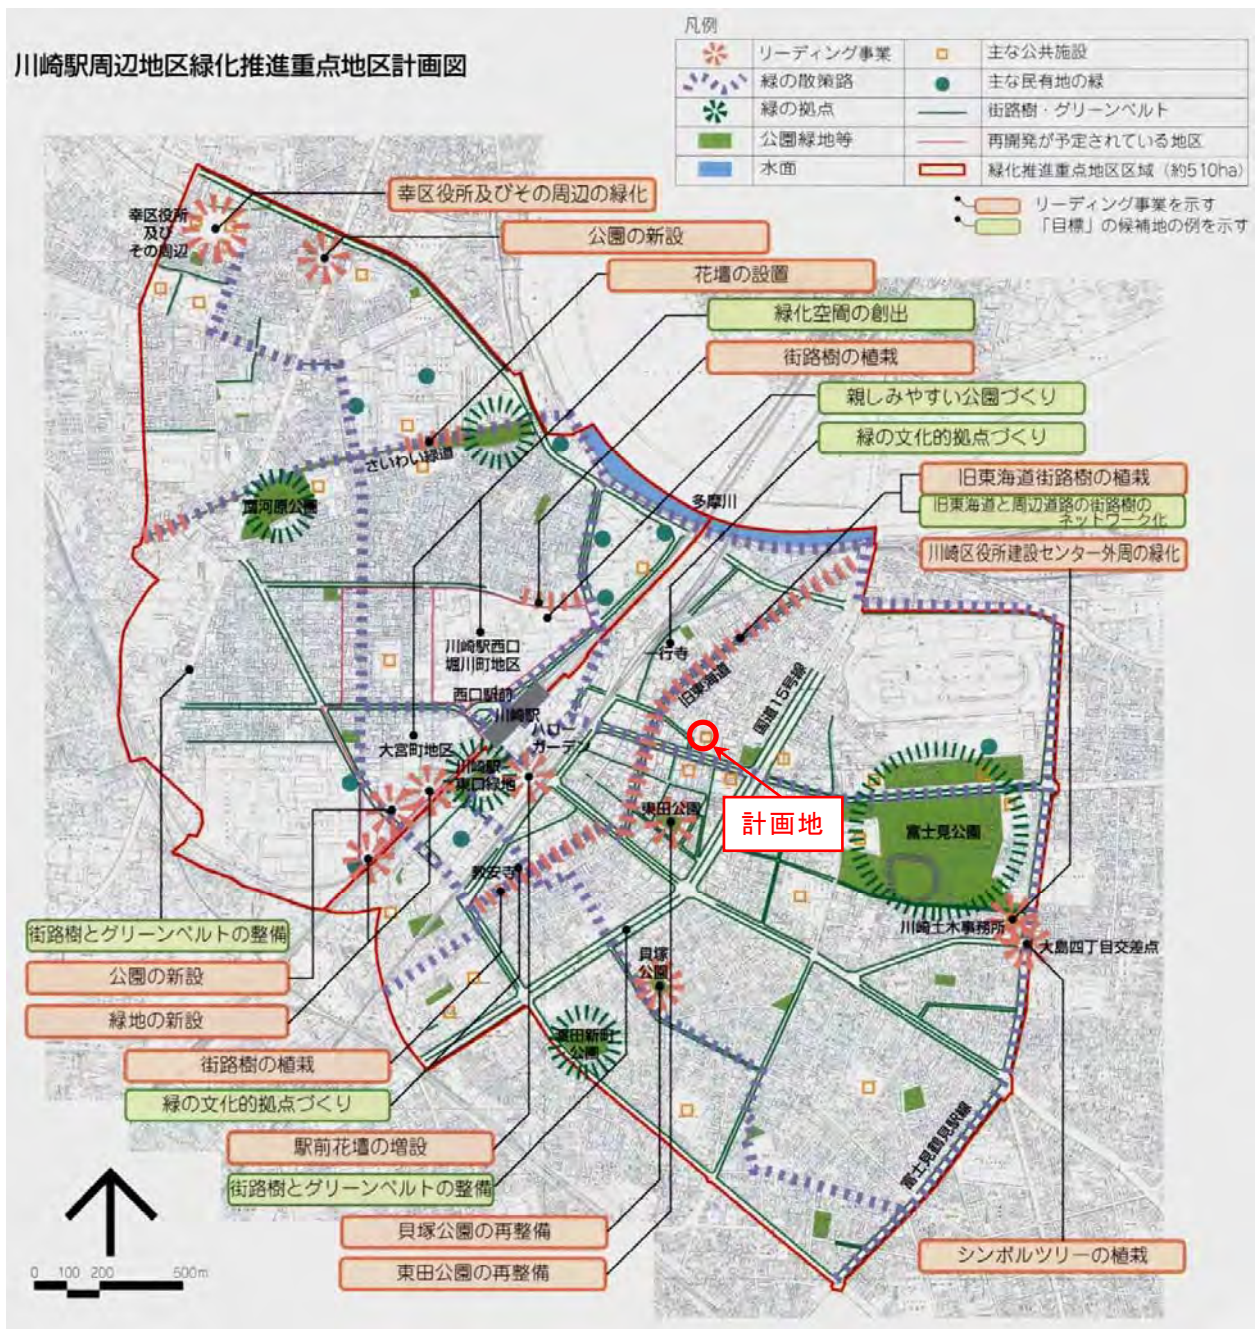 川崎駅周辺地区緑化推進重点地区計画図
凡例
リーディング事業
主な公共施設
緑の散策路
主な民有地の緑
緑の拠点
街路樹・グリーンベルト
公園緑地等
再開発が予定されている地区
水面
緑化推進重点地区区域（約510ha）
リーディング事業を示す
「目標」の候補地の例を示す
幸区役所及びその周辺の緑化
幸区役所
及び
その周辺
公園の新設
花壇の設置
緑化空間の創出
街路樹の植栽
親しみやすい公園づくり
緑の文化的拠点づくり
さいわい緑道
旧東海道街路樹の植栽
旧東海道と周辺道路の街路樹の
ネットワーク化
多摩川
川崎区役所建設センター外周の緑化
川崎駅西口
堀川町地区
一行寺
西口駅前
川崎駅
ハロー
ガーデン
旧東海道
国道15号線
大宮町地区
川崎駅
東口緑地
計画地
東田公園
富士見公園
教安寺
街路樹とグリーンベルトの整備
川崎土木事務所
大島四丁目交差点
貝塚
公園
公園の新設
緑地の新設
公園
街路樹の植栽
緑の文化的拠点づくり
駅前花壇の増設
街路樹とグリーンベルトの整備
富士見鶴見駅線
貝塚公園の再整備
シンボルツリーの植栽
東田公園の再整備
0 100 200 500m